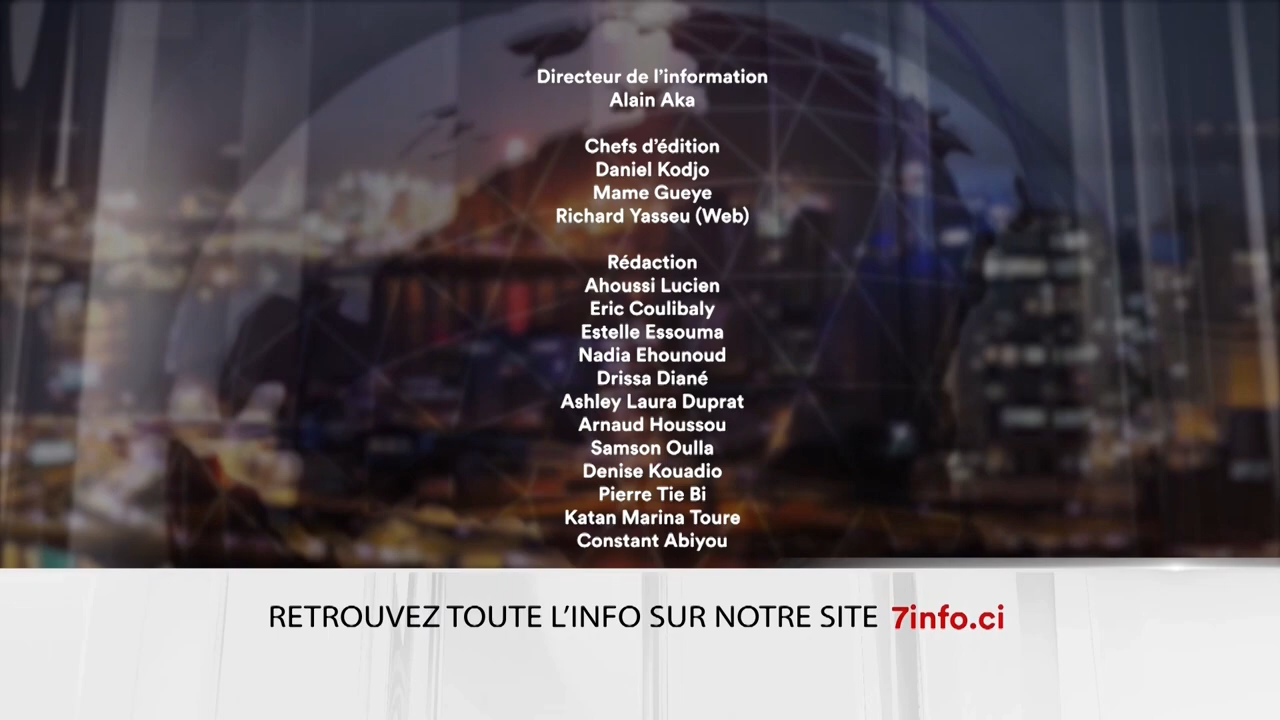 Directeur de l’information
Alain Aka
Chefs d’édition
Daniel Kodjo
Mame Gueye
Richard Yasseu (Web)
Rédaction
Ahoussi Lucien
Eric Coulibaly
Estelle Essouma
Nadia Ehounoud
Drissa Diané
Ashley Laura Duprat
Arnaud Houssou
Samson Oulla
Denise Kouadio
Pierre Tie Bi
Katan Marina Toure
Constant Abiyou
RETROUVEZ TOUTE L’INFO SUR NOTRE SITE 7info.ci